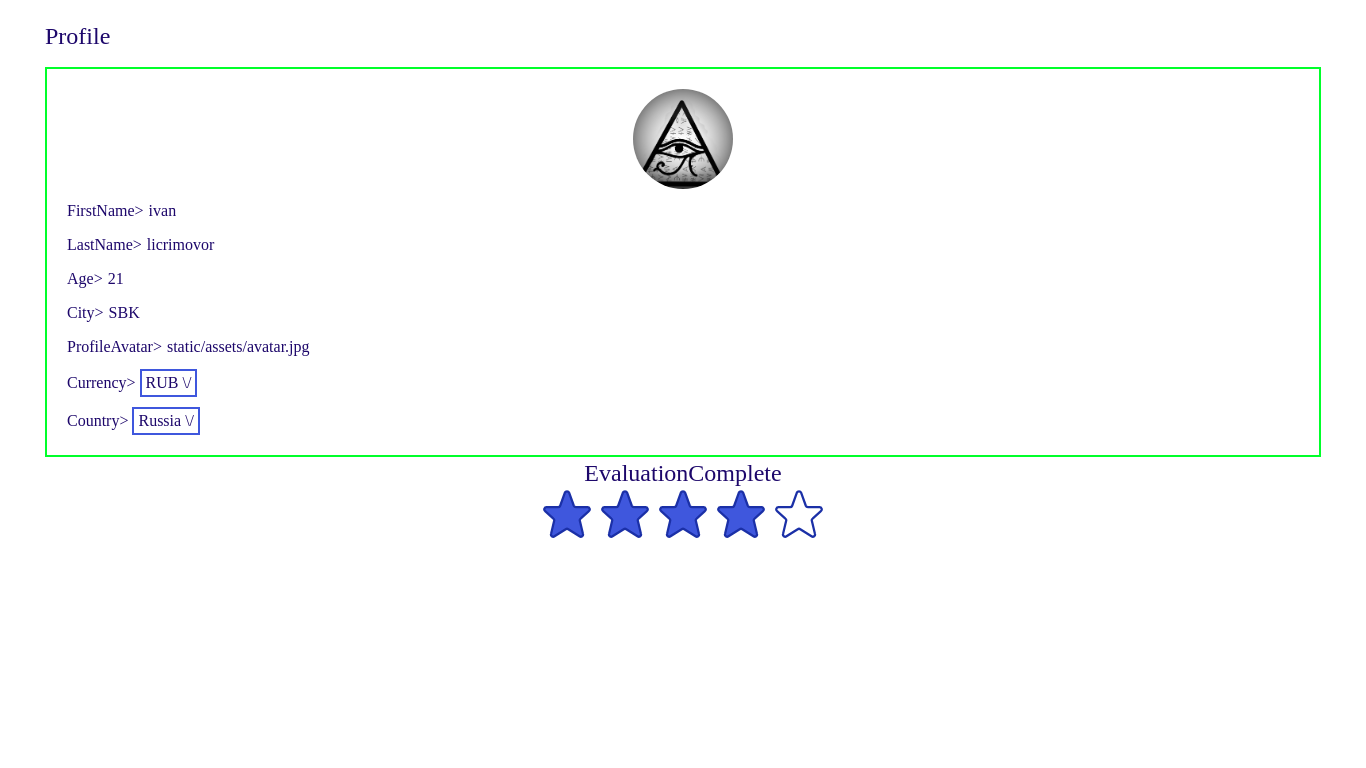 Profile
FirstName> ivan
LastName> licrimovor
Age> 21
City> SBK
ProfileAvatar> static/assets/avatar.jpg
Currency> RUB \/
Country> Russia \/
EvaluationComplete